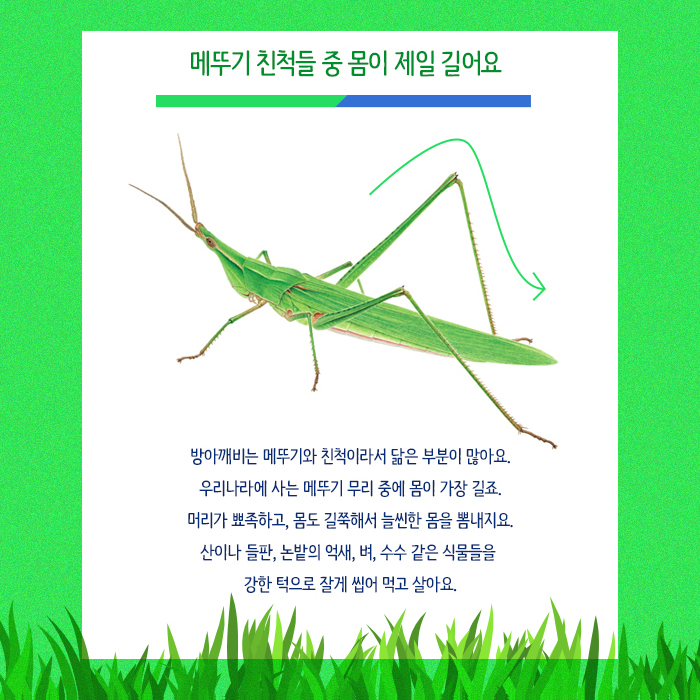 메뚜기 친척들 중 몸이 제일 길어요
방아깨비는 메뚜기와 친척이라서 닮은 부분이 많아요.
우리나라에 사는 메뚜기 무리 중에 몸이 가장 길죠.
머리가 뾰족하고, 몸도 길쭉해서 늘씬한 몸을 뽐내지요.
산이나 들판, 논밭의 억새, 벼, 수수 같은 식물들을
강한 턱으로 잘게 씹어 먹고 살아요.